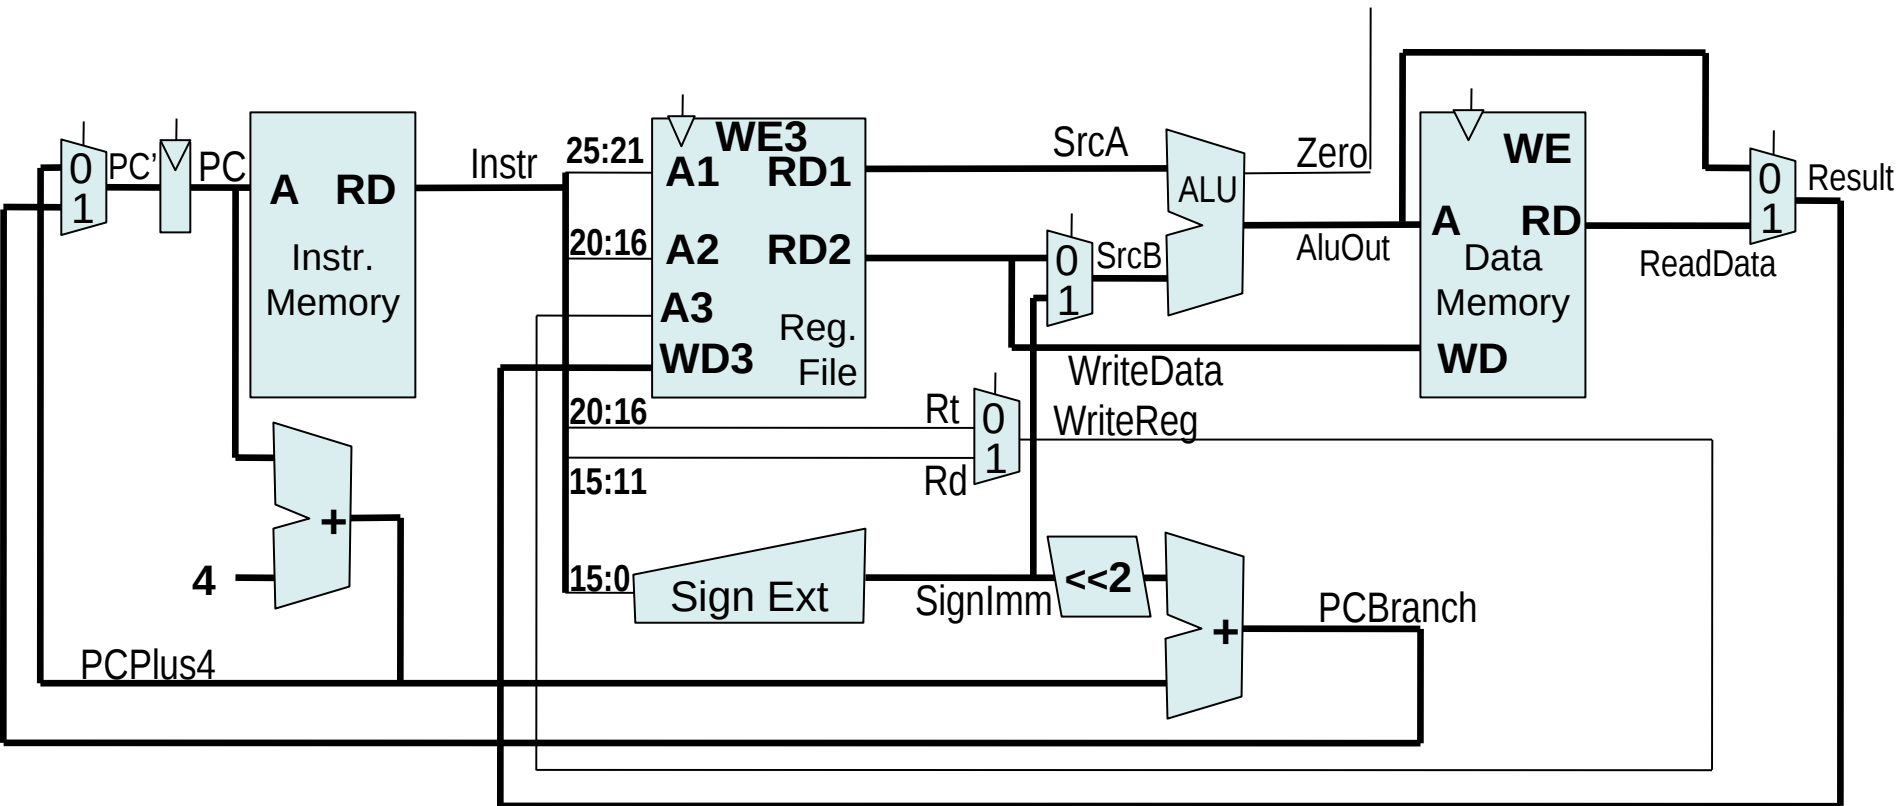 0
1
PC'
PC
A RD
Instr.
Memory
Instr
25:21
20:16
WE3
A1 RD1
A2 RD2
A3
Reg.
WD3
File
SrcA
0
1
SrcB
ALU
Zero
AluOut
WE
A RD
Data
Memory
WD
0
1
Result
ReadData
WriteData
20:16
Rt
0
1
WriteReg
15:11
Rd
+
4
15:0
Sign Ext
SignImm
<<2
+
PCBranch
PCPlus4